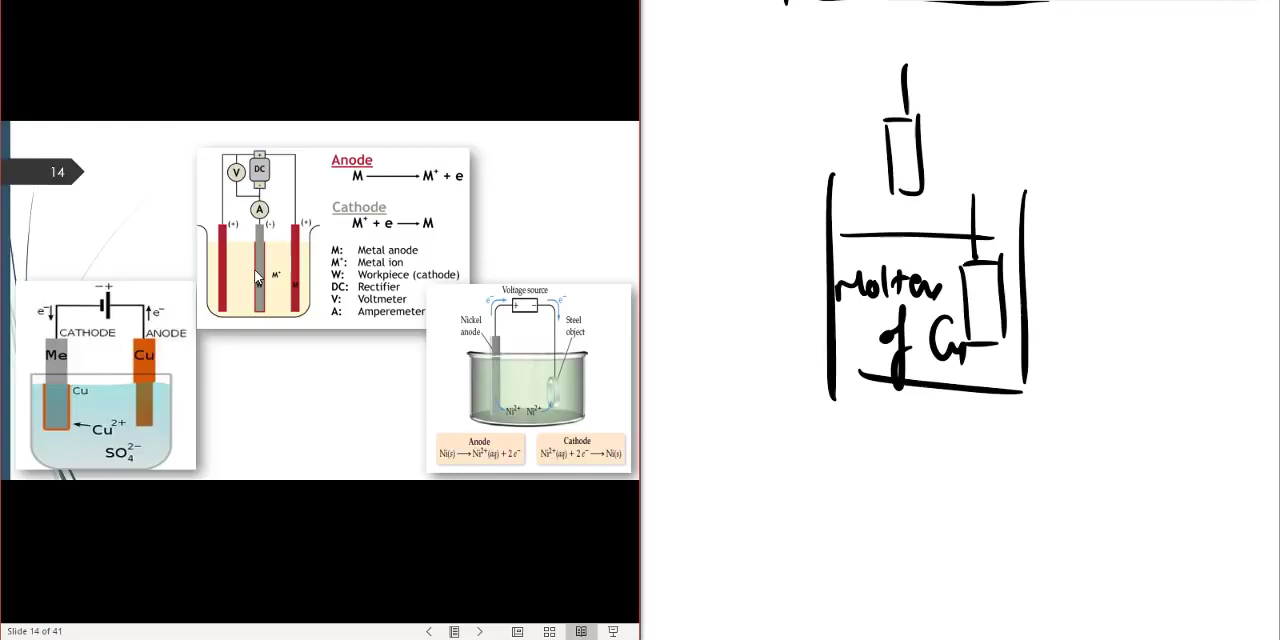 14
V
DC
+
-
A
(+)
(-)
(+)
M⁺
W
M
Anode
M ⟶ M⁺ + e
Cathode
M⁺ + e ⟶ M
M: Metal anode
M⁺: Metal ion
W: Workpiece (cathode)
DC: Rectifier
V: Voltmeter
A: Amperemeter
−+
e⁻
e⁻
CATHODE
ANODE
Me
Cu
Cu
Cu²⁺
SO₄²⁻
Voltage source
e⁻
+ −
e⁻
Nickel
anode
Steel
object
Ni²⁺ Ni²⁺
Anode
Ni(s) ⟶ Ni²⁺(aq) + 2 e⁻
Cathode
Ni²⁺(aq) + 2 e⁻ ⟶ Ni(s)
Slide 14 of 41
Molten
of